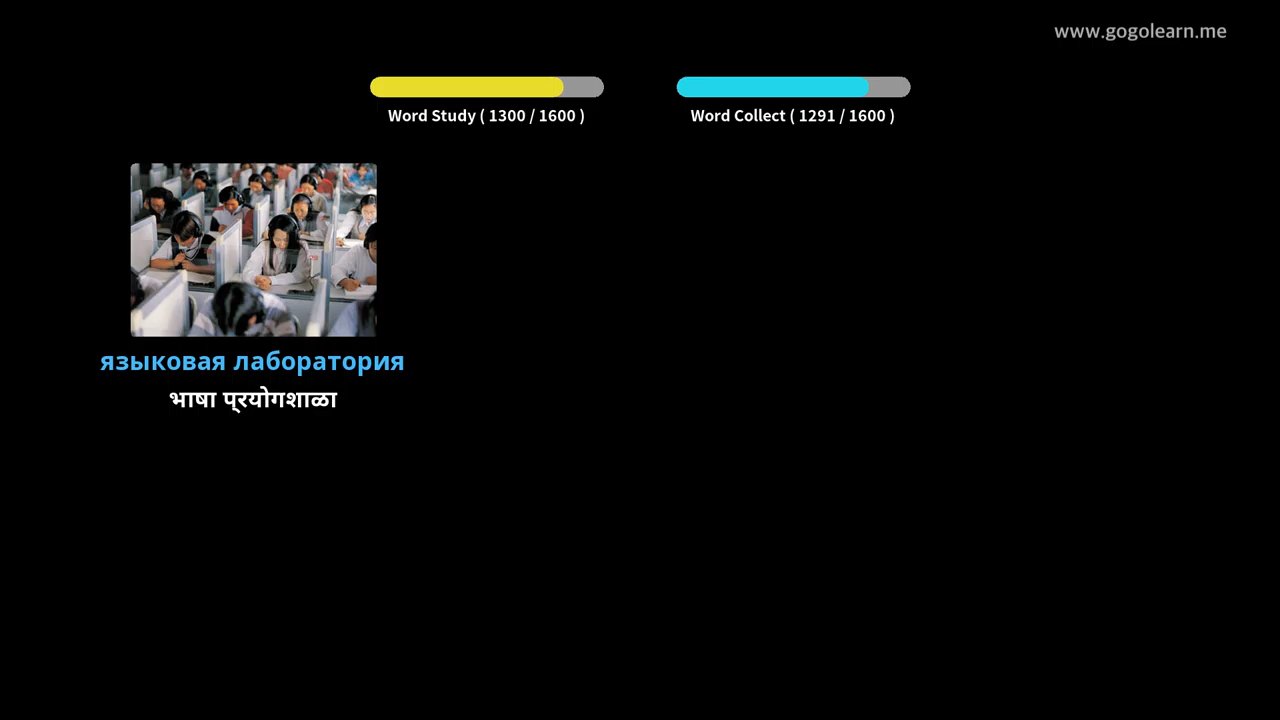 www.gogolearn.me
Word Study ( 1300 / 1600 )
Word Collect ( 1291 / 1600 )
языковая лаборатория
भाषा प्रयोगशाळा